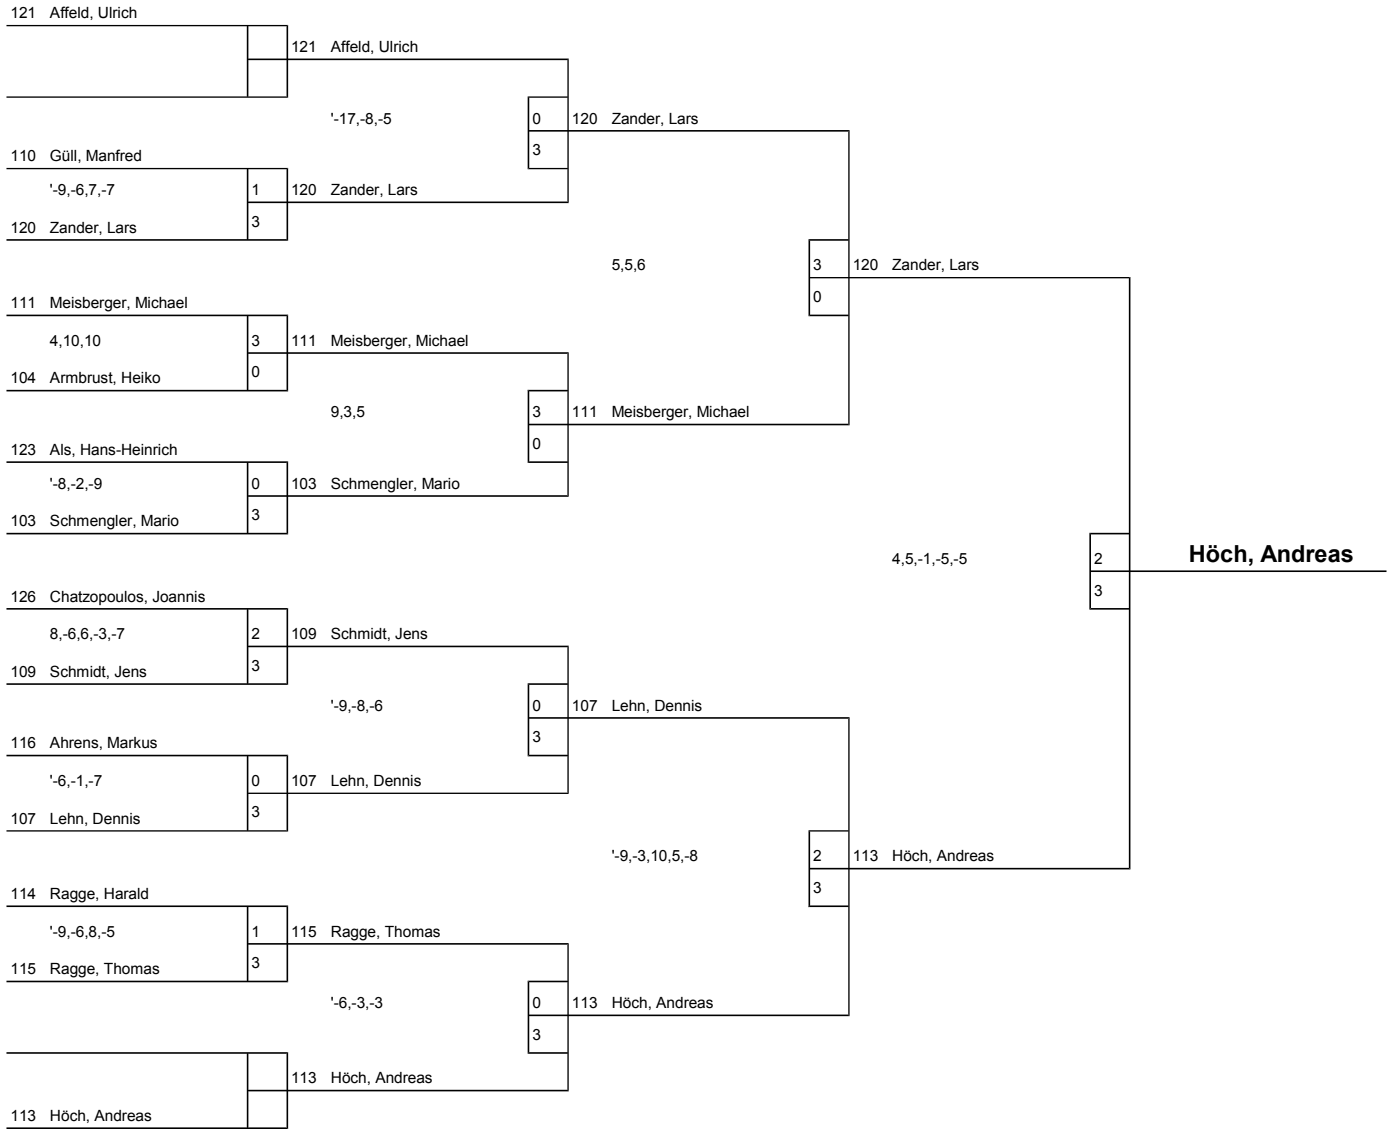 121 Affeld, Ulrich
121 Affeld, Ulrich
'-17,-8,-5 0 120 Zander, Lars
3
110 Güll, Manfred
'-9,-6,7,-7 1 120 Zander, Lars
3
120 Zander, Lars
5,5,6 3 120 Zander, Lars
0
111 Meisberger, Michael
4,10,10 3 111 Meisberger, Michael
0
104 Armbrust, Heiko
9,3,5 3 111 Meisberger, Michael
0
123 Als, Hans-Heinrich
'-8,-2,-9 0 103 Schmengler, Mario
3
103 Schmengler, Mario
4,5,-1,-5,-5 2 Höch, Andreas
3
126 Chatzopoulos, Joannis
8,-6,6,-3,-7 2 109 Schmidt, Jens
3
109 Schmidt, Jens
'-9,-8,-6 0 107 Lehn, Dennis
3
116 Ahrens, Markus
'-6,-1,-7 0 107 Lehn, Dennis
3
107 Lehn, Dennis
'-9,-3,10,5,-8 2 113 Höch, Andreas
3
114 Ragge, Harald
'-9,-6,8,-5 1 115 Ragge, Thomas
3
115 Ragge, Thomas
'-6,-3,-3 0 113 Höch, Andreas
3
113 Höch, Andreas
113 Höch, Andreas